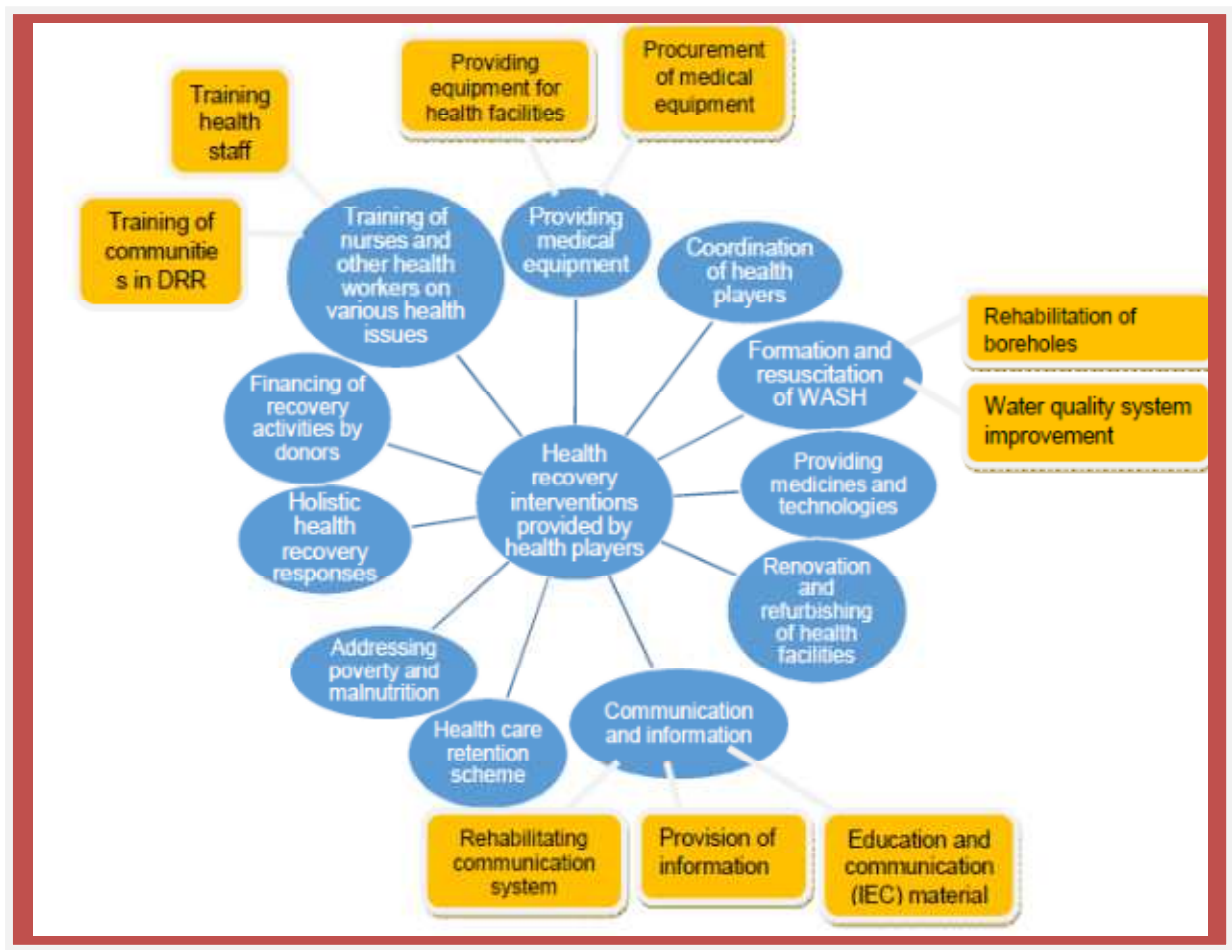 Providing
equipment for
health facilities
Procurement
of medical
equipment
Training
health
staff
Training of
communitie
s in DRR
Training of
nurses and
other health
workers on
various health
issues
Providing
medical
equipment
Coordination
of health
players
Rehabilitation of
boreholes
Formation and
resuscitation
of WASH
Water quality system
improvement
Financing of
recovery
activities by
donors
Health
recovery
interventions
provided by
health players
Providing
medicines and
technologies
Holistic
health
recovery
responses
Renovation
and
refurbishing
of health
facilities
Addressing
poverty and
malnutrition
Health care
retention
scheme
Communication
and information
Rehabilitating
communication
system
Provision of
information
Education and
communication
(IEC) material